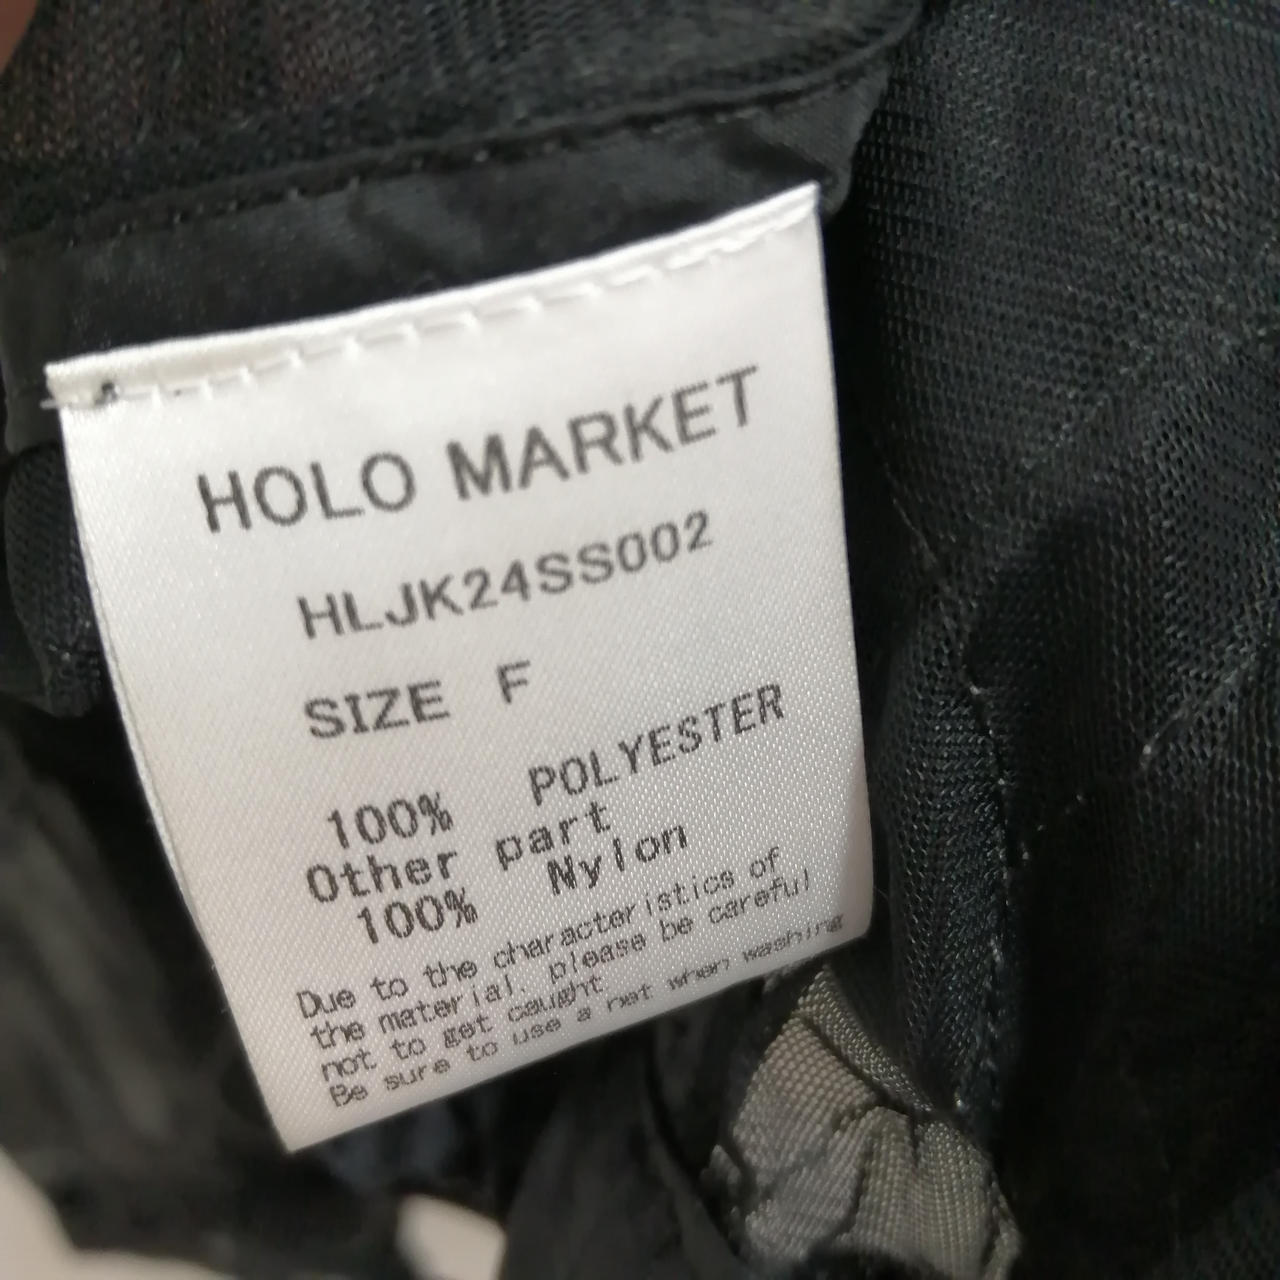 HOLO MARKET
HLJK24SS002
SIZE F
100% POLYESTER
Other part
100% Nylon
Due to the characteristics of
the material. please be careful
not to get caught
Be sure to use a net when washing